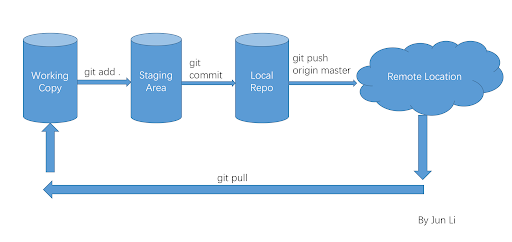 Working
Copy
git add .
Staging
Area
git
commit
Local
Repo
git push
origin master
Remote Location
git pull
By Jun Li